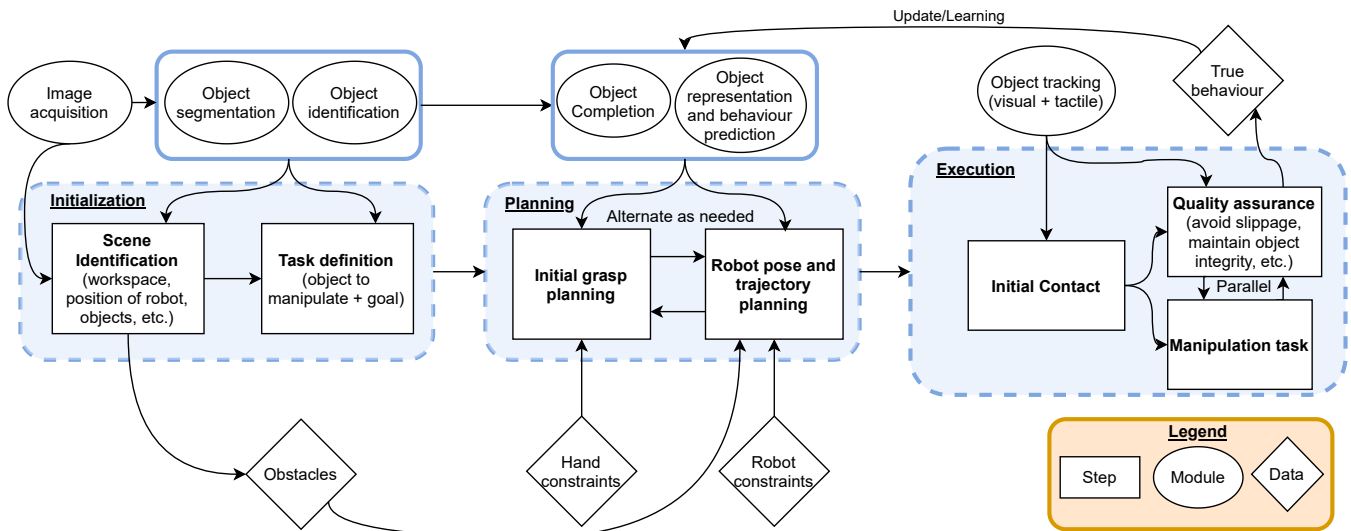 Update/Learning
Image
acquisition
Object
segmentation
Object
identification
Object
Completion
Object
representation
and behaviour
prediction
Object tracking
(visual + tactile)
True
behaviour
Initialization
Scene
Identification
(workspace,
position of robot,
objects, etc.)
Task definition
(object to
manipulate + goal)
Planning
Alternate as needed
Initial grasp
planning
Robot pose and
trajectory
planning
Execution
Initial Contact
Quality assurance
(avoid slippage,
maintain object
integrity, etc.)
Parallel
Manipulation task
Obstacles
Hand
constraints
Robot
constraints
Legend
Step
Module
Data